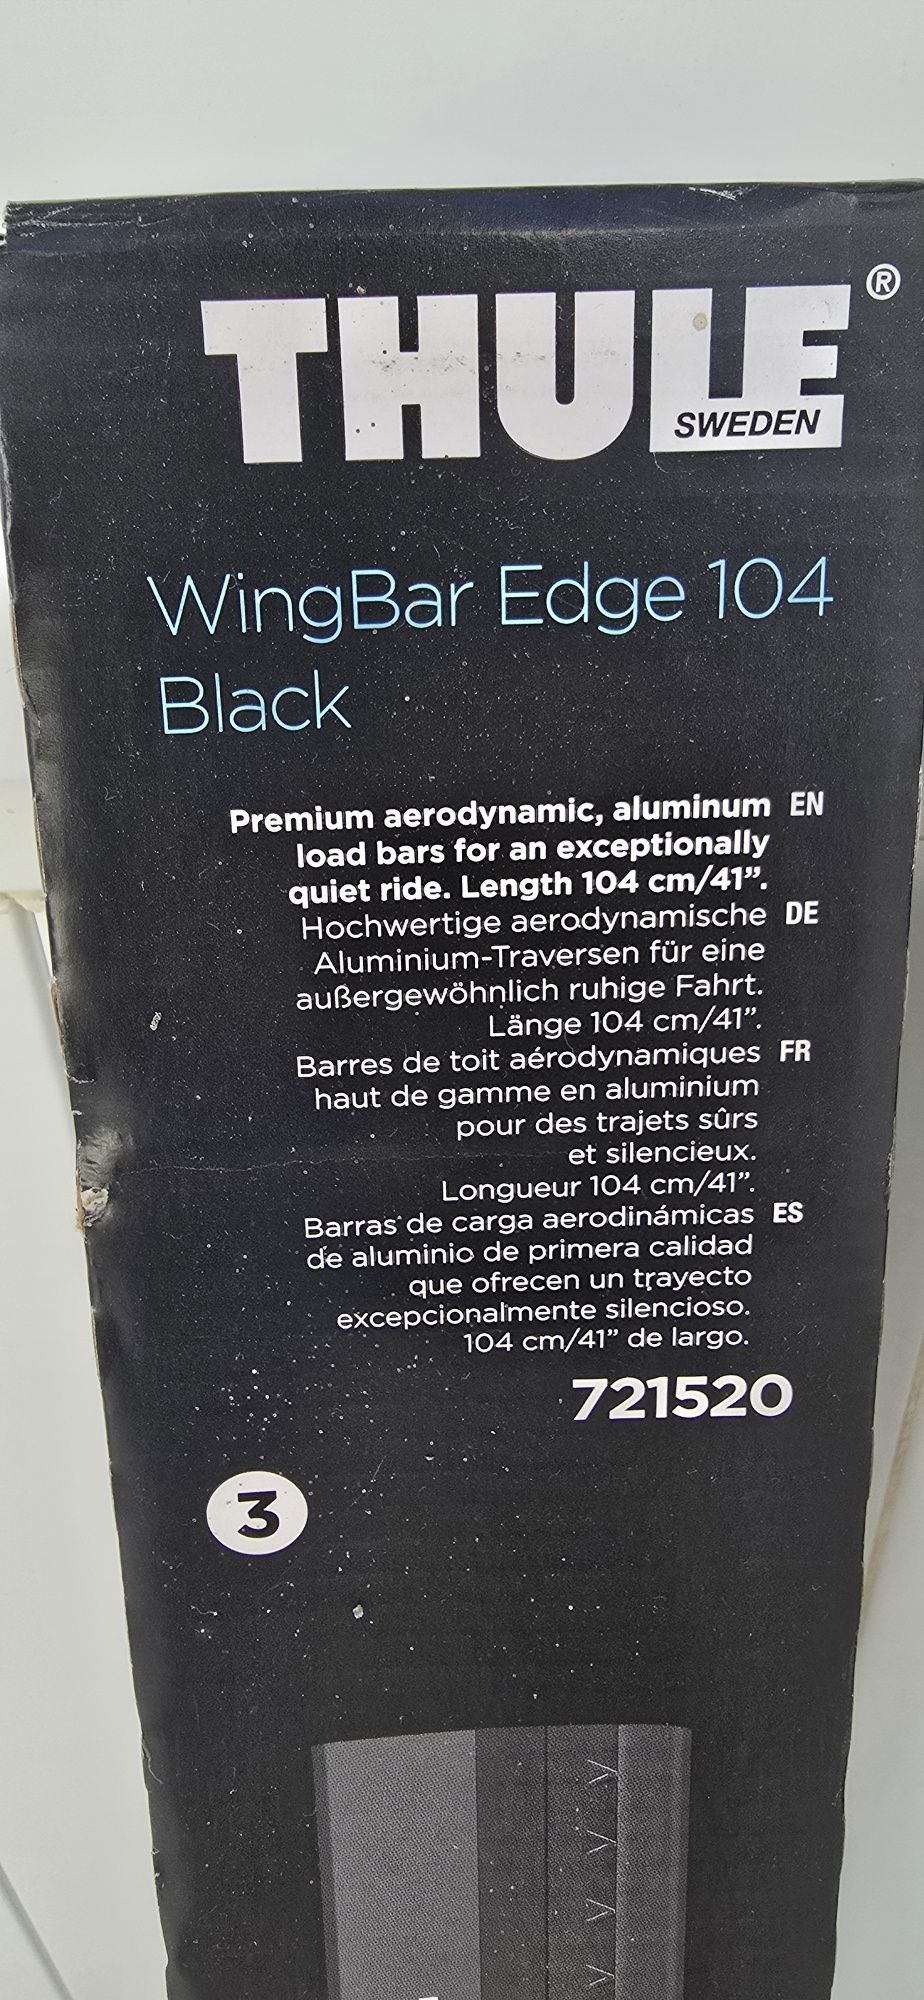 THULE®
SWEDEN
WingBar Edge 104
Black
Premium aerodynamic, aluminum EN
load bars for an exceptionally
quiet ride. Length 104 cm/41”.
Hochwertige aerodynamische DE
Aluminium-Traversen für eine
außergewöhnlich ruhige Fahrt.
Länge 104 cm/41”.
Barres de toit aérodynamiques FR
haut de gamme en aluminium
pour des trajets sûrs
et silencieux.
Longueur 104 cm/41”.
Barras de carga aerodinámicas ES
de aluminio de primera calidad
que ofrecen un trayecto
excepcionalmente silencioso.
104 cm/41” de largo.
721520
3